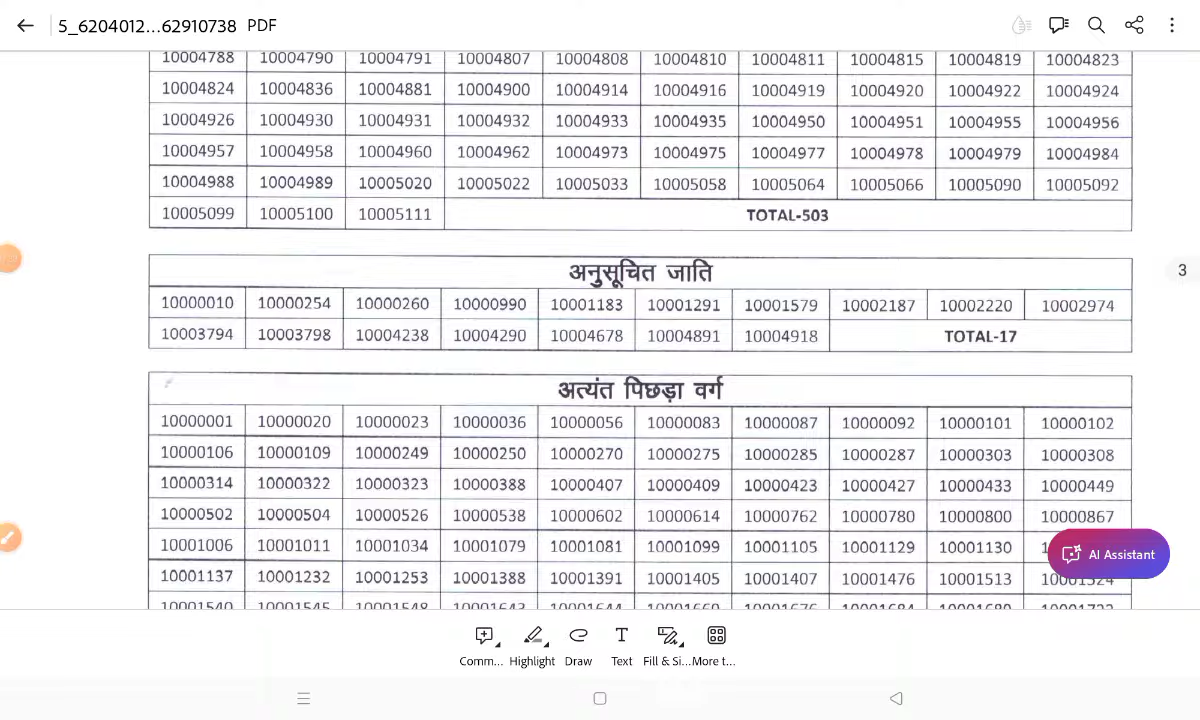 5_6204012...62910738 PDF
10004788 10004790 10004791 10004807 10004808 10004810 10004811 10004815 10004819 10004823
10004824 10004836 10004881 10004900 10004914 10004916 10004919 10004920 10004922 10004924
10004926 10004930 10004931 10004932 10004933 10004935 10004950 10004951 10004955 10004956
10004957 10004958 10004960 10004962 10004973 10004975 10004977 10004978 10004979 10004984
10004988 10004989 10005020 10005022 10005033 10005058 10005064 10005066 10005090 10005092
10005099 10005100 10005111 TOTAL-503
अनुसूचित जाति
3
10000010 10000254 10000260 10000990 10001183 10001291 10001579 10002187 10002220 10002974
10003794 10003798 10004238 10004290 10004678 10004891 10004918 TOTAL-17
अत्यंत पिछड़ा वर्ग
10000001 10000020 10000023 10000036 10000056 10000083 10000087 10000092 10000101 10000102
10000106 10000109 10000249 10000250 10000270 10000275 10000285 10000287 10000303 10000308
10000314 10000322 10000323 10000388 10000407 10000409 10000423 10000427 10000433 10000449
10000502 10000504 10000526 10000538 10000602 10000614 10000762 10000780 10000800 10000867
10001006 10001011 10001034 10001079 10001081 10001099 10001105 10001129 10001130
AI Assistant
10001137 10001232 10001253 10001388 10001391 10001405 10001407 10001476 10001513 10001524
Comm... Highlight Draw Text Fill & Si... More t...